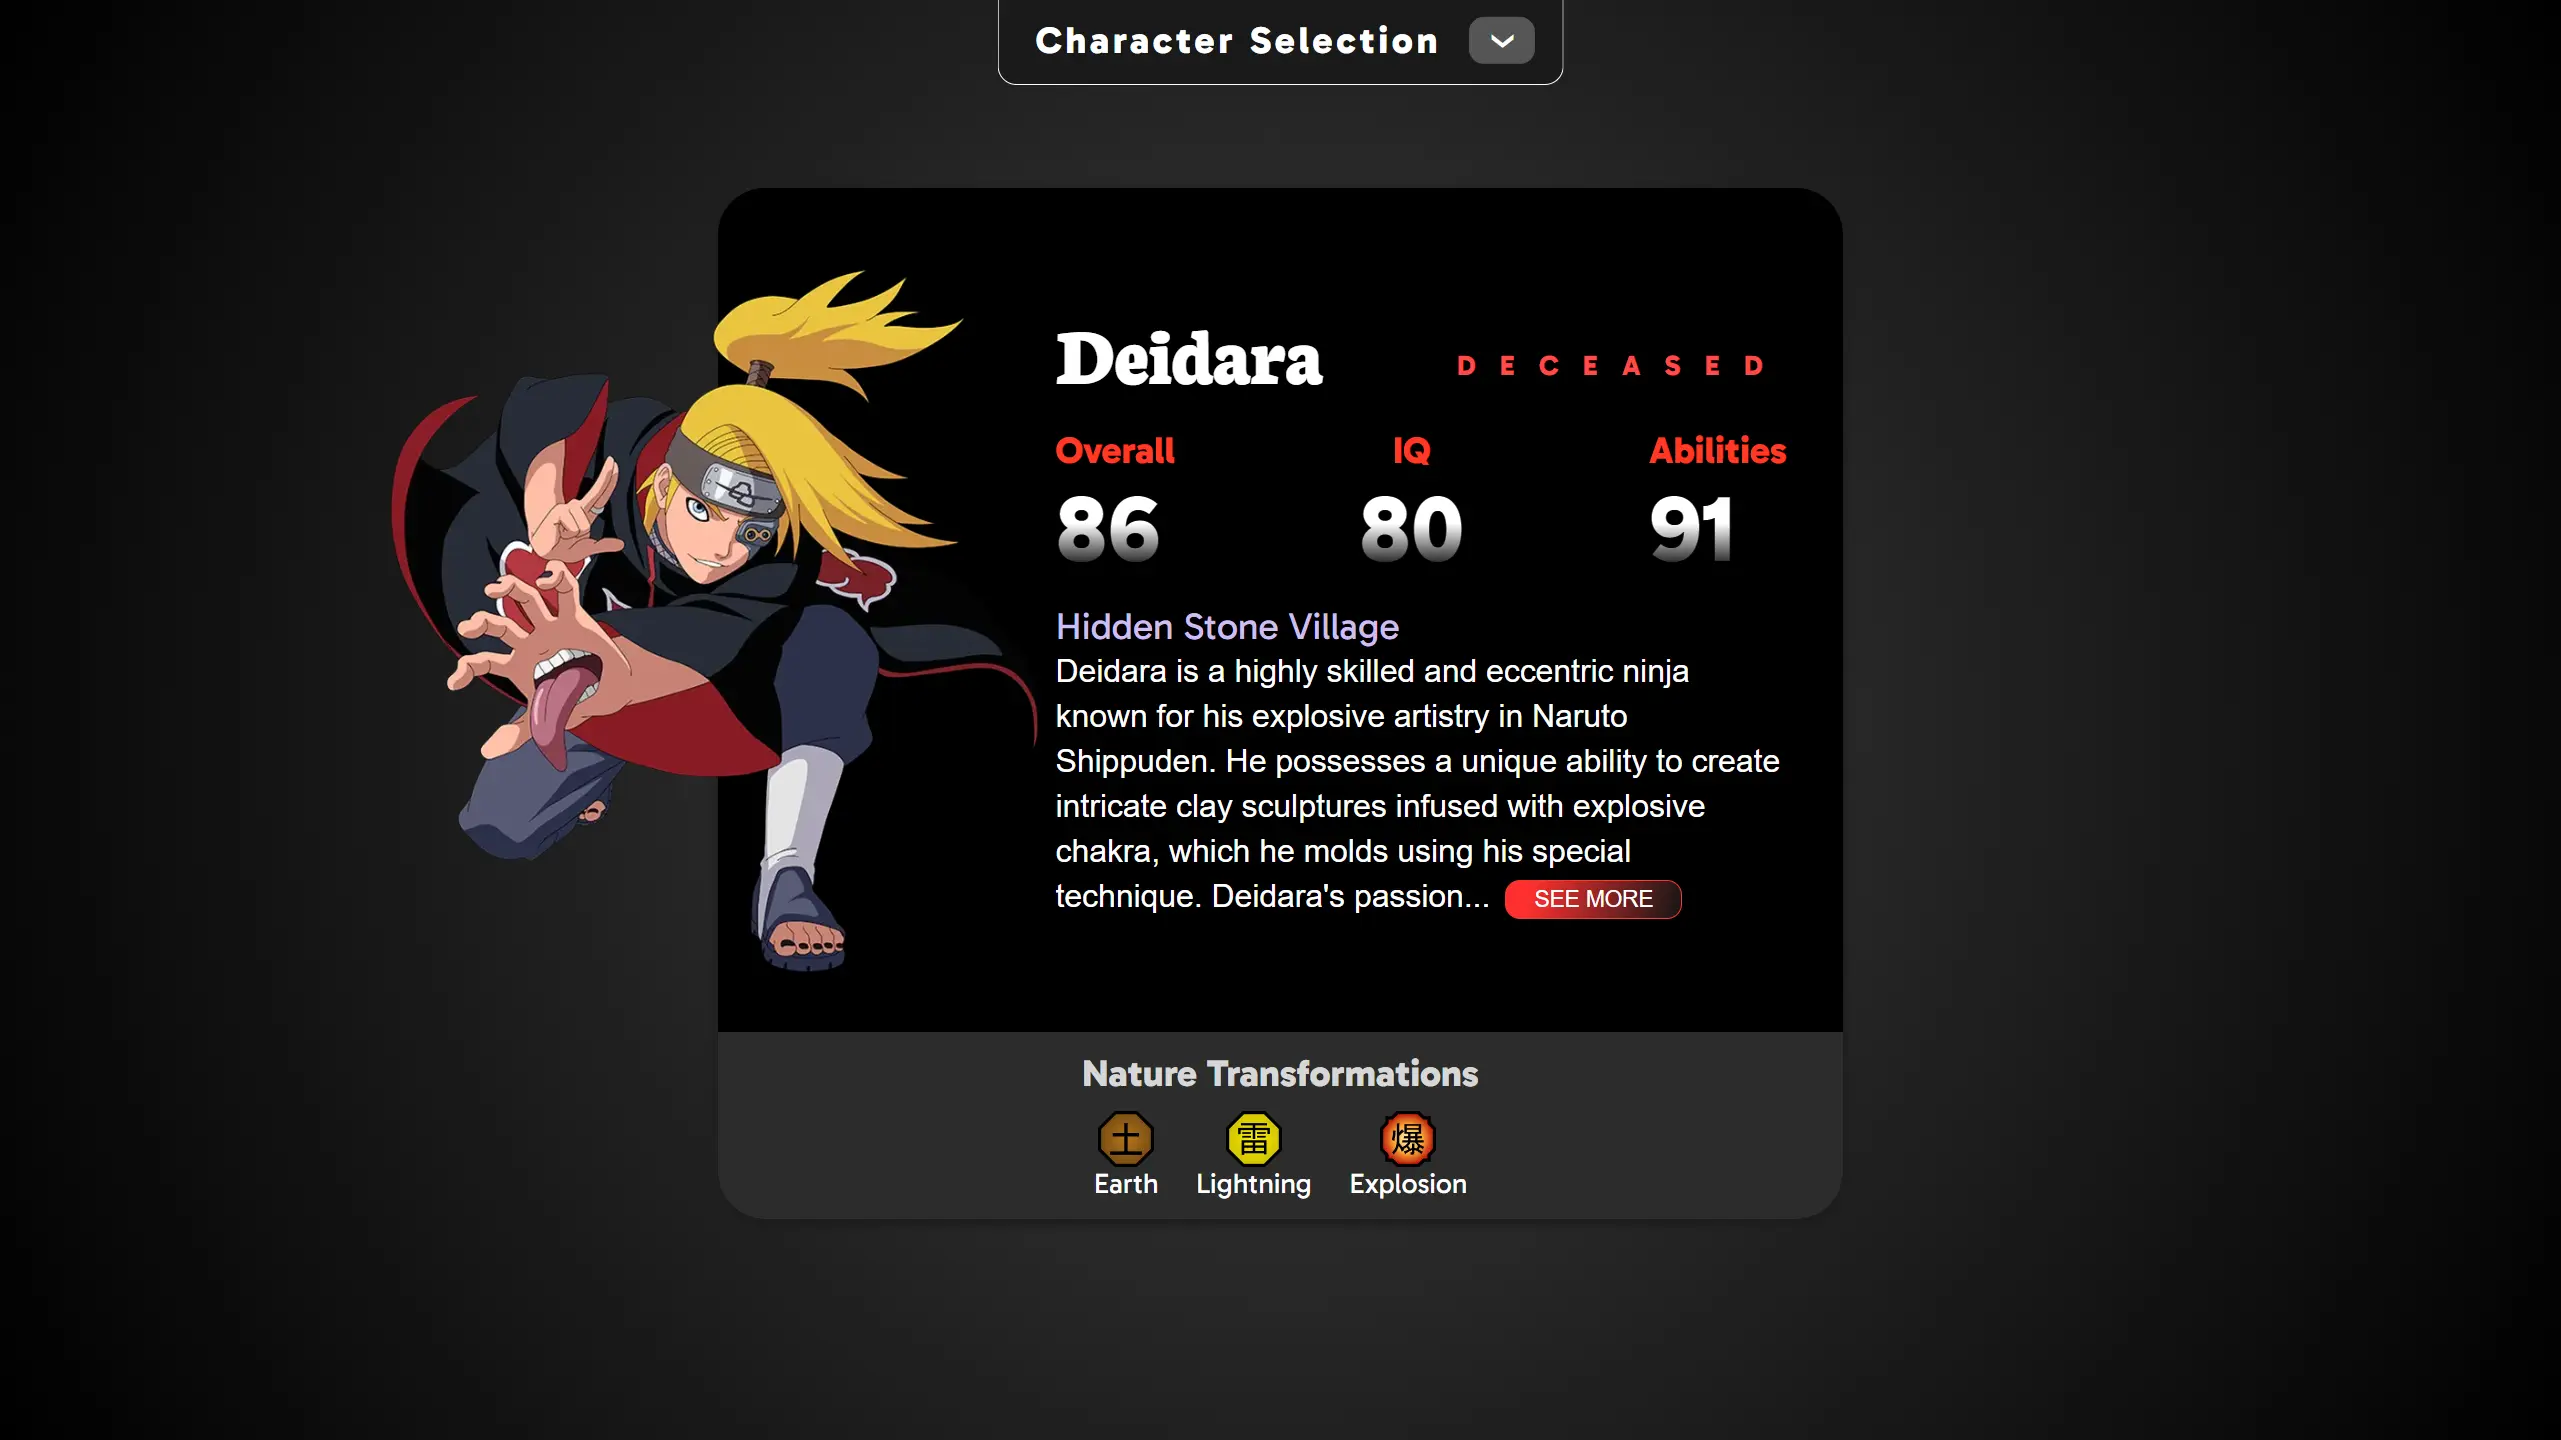 Character Selection
Deidara
DECEASED
Overall
IQ
Abilities
86
80
91
Hidden Stone Village
Deidara is a highly skilled and eccentric ninja
known for his explosive artistry in Naruto
Shippuden. He possesses a unique ability to create
intricate clay sculptures infused with explosive
chakra, which he molds using his special
technique. Deidara's passion... SEE MORE
Nature Transformations
土
雷
爆
Earth
Lightning
Explosion